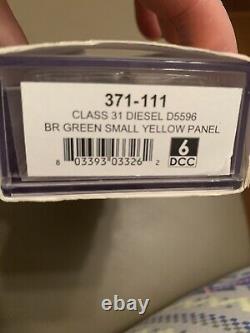 371-111
CLASS 31 DIESEL D5596
BR GREEN SMALL YELLOW PANEL
8 03393 03326 2
6
DCC